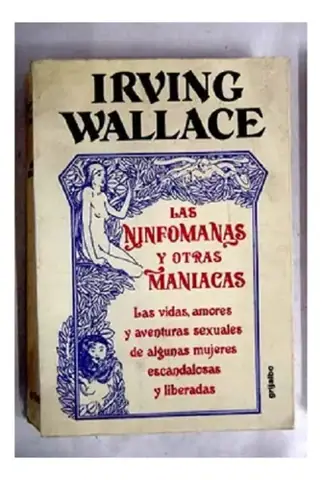 IRVING
WALLACE
LAS
NINFOMANAS
Y OTRAS
MANIACAS
Las vidas, amores
y aventuras sexuales
de algunas mujeres
escandalosas
y liberadas
grijalbo